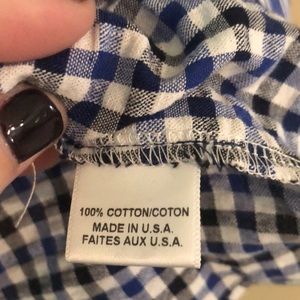 100% COTTON/COTON
MADE IN U.S.A.
FAITES AUX U.S.A.